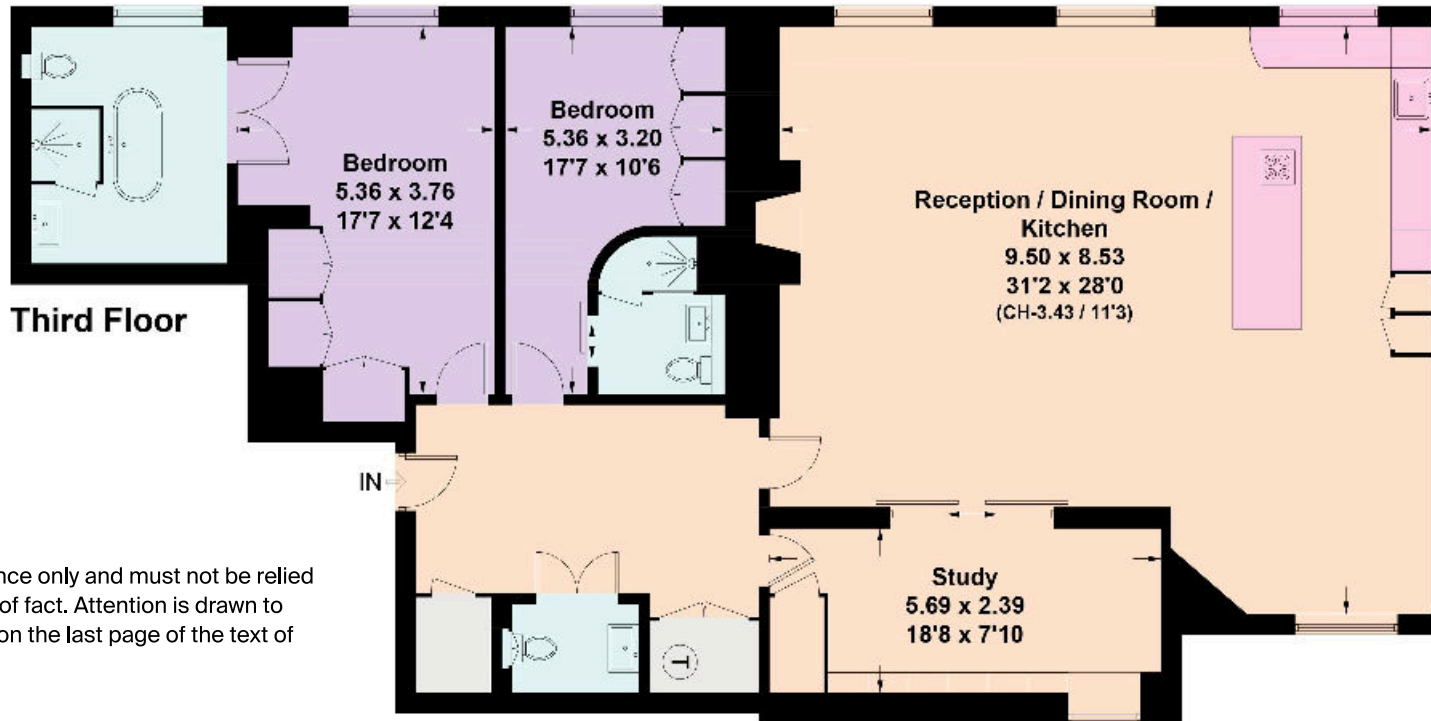 Bedroom
5.36 x 3.76
17'7 x 12'4
Bedroom
5.36 x 3.20
17'7 x 10'6
Reception / Dining Room /
Kitchen
9.50 x 8.53
31'2 x 28'0
(CH-3.43 / 11'3)
Third Floor
IN
Study
5.69 x 2.39
18'8 x 7'10
T
nce only and must not be relied
of fact. Attention is drawn to
on the last page of the text of